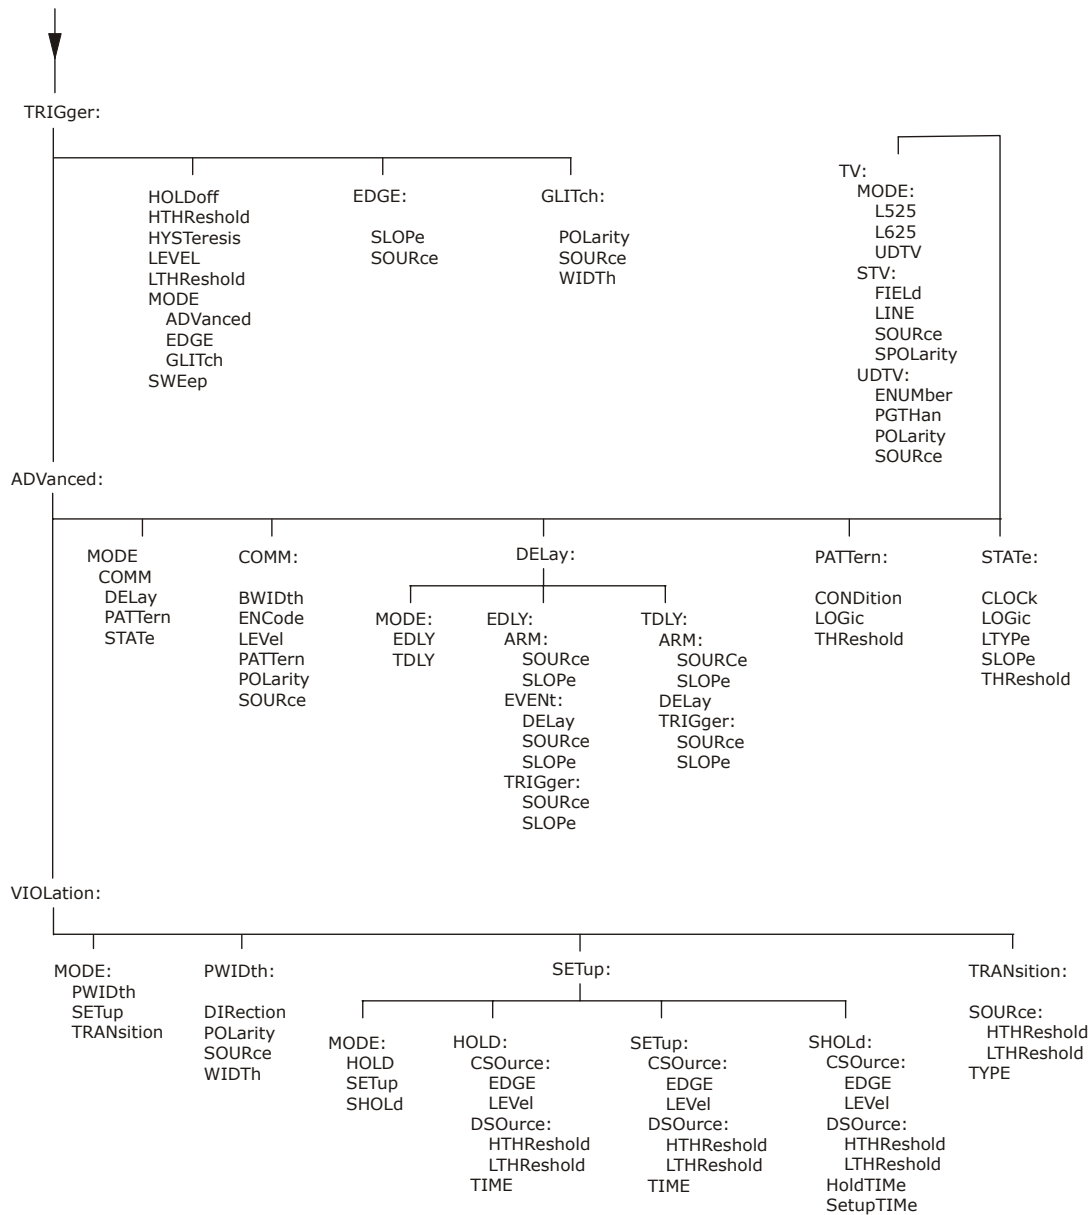 TRIGger:
HOLDoff
HTHReshold
HYSTeresis
LEVEL
LTHReshold
MODE
ADVanced
EDGE
GLITch
SWEep
EDGE:
SLOPe
SOURce
GLITch:
POLarity
SOURce
WIDTh
TV:
MODE:
L525
L625
UDTV
STV:
FIELd
LINE
SOURce
SPOLarity
UDTV:
ENUMber
PGTHan
POLarity
SOURce
ADVanced:
MODE
COMM
DELay
PATTern
STATe
COMM:
BWIDth
ENCode
LEVel
PATTern
POLarity
SOURce
DELay:
MODE:
EDLY
TDLY
EDLY:
ARM:
SOURce
SLOPe
EVENt:
DELay
SOURce
SLOPe
TRIGger:
SOURce
SLOPe
TDLY:
ARM:
SOURCe
SLOPe
DELay
TRIGger:
SOURce
SLOPe
PATTern:
CONDition
LOGic
THReshold
STATe:
CLOCk
LOGic
LTYPe
SLOPe
THReshold
VIOLation:
MODE:
PWIDth
SETup
TRANsition
PWIDth:
DIRection
POLarity
SOURce
WIDTh
SETup:
MODE:
HOLD
SETup
SHOLd
HOLD:
CSOurce:
EDGE
LEVel
DSOurce:
HTHReshold
LTHReshold
TIME
SETup:
CSOurce:
EDGE
LEVel
DSOurce:
HTHReshold
LTHReshold
TIME
SHOLd:
CSOurce:
EDGE
LEVel
DSOurce:
HTHReshold
LTHReshold
HoldTIMe
SetupTIMe
TRANsition:
SOURce:
HTHReshold
LTHReshold
TYPE